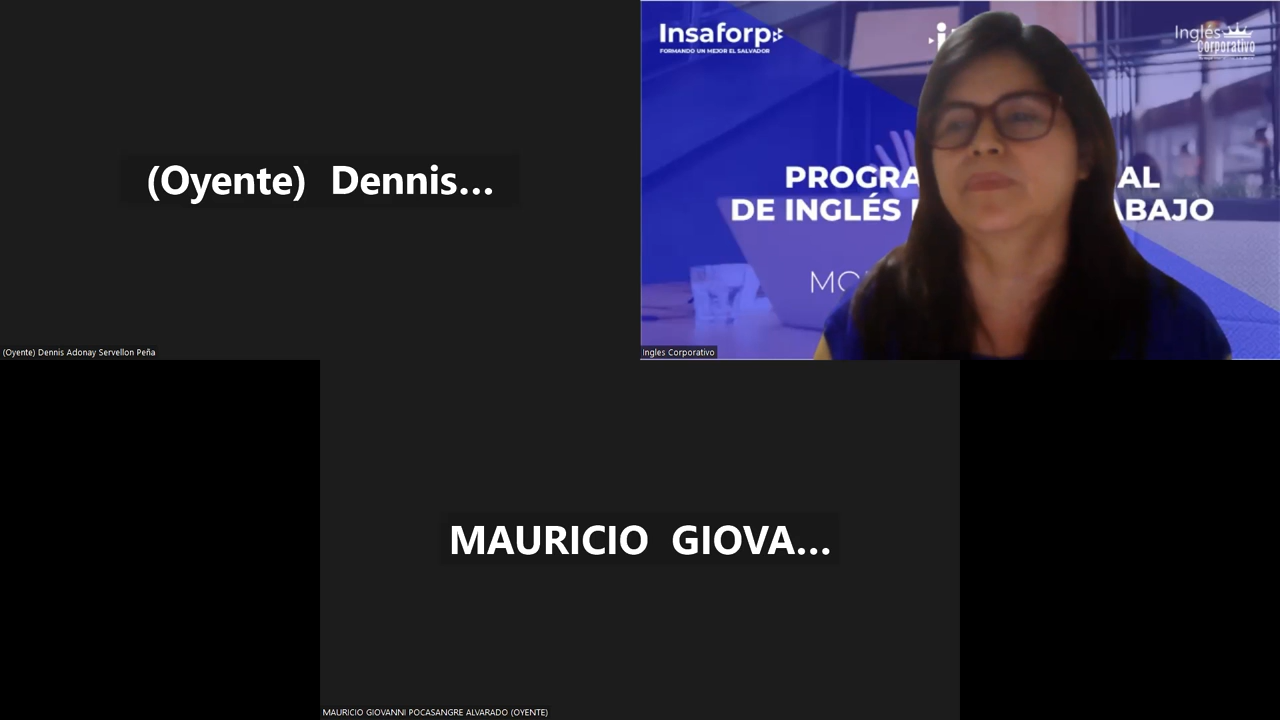 (Oyente) Dennis...
(Oyente) Dennis Adonay Servellon Peña
Insaforp
FORMANDO UN MEJOR EL SALVADOR
Inglés
Corporativo
PROGRA AL
DE INGLÉS ABAJO
MO
Ingles Corporativo
MAURICIO GIOVA...
MAURICIO GIOVANNI POCASANGRE ALVARADO (OYENTE)